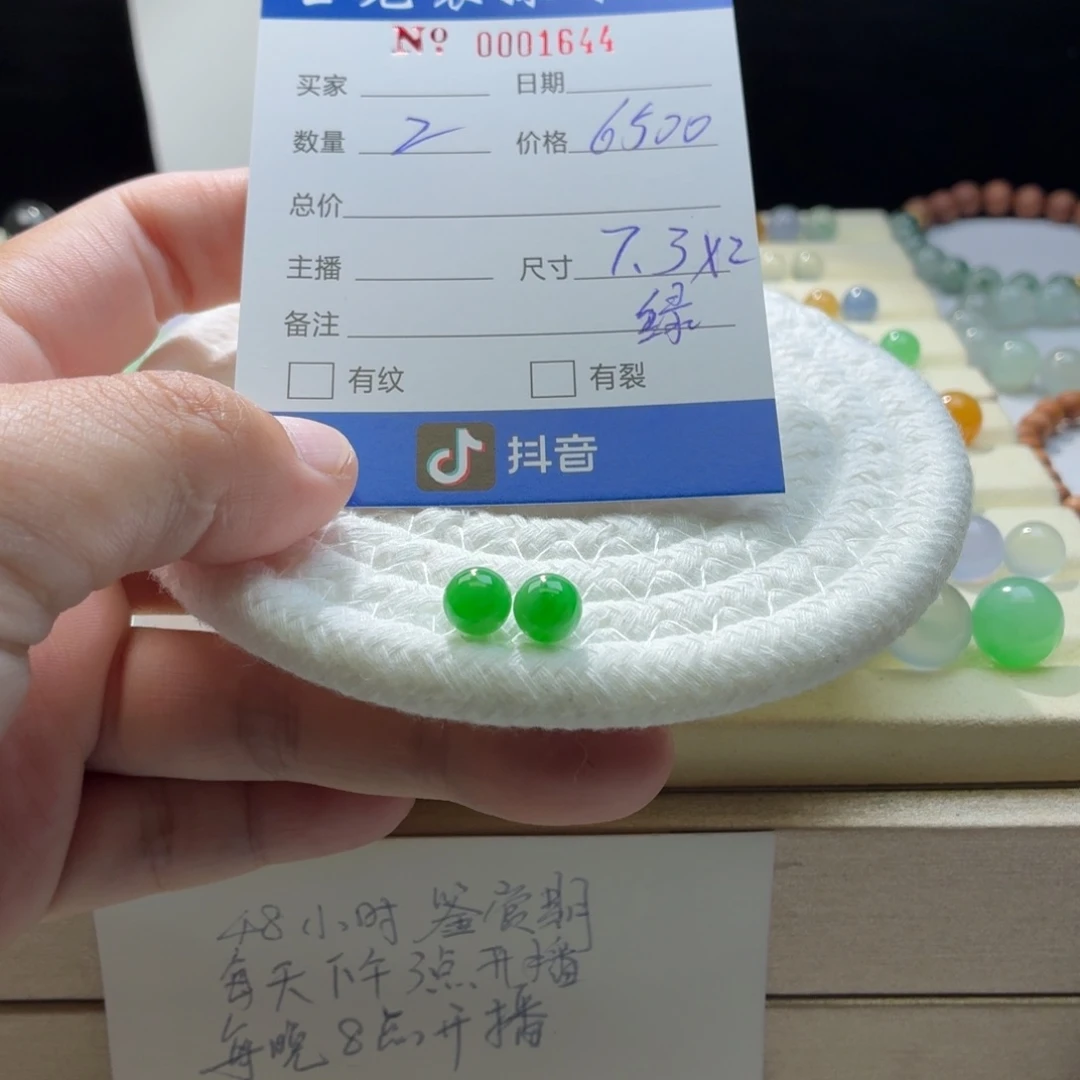 Nº 0001644
买家 日期
数量 2 价格 6500
总价
主播 尺寸 7.3X2
备注 绿
有纹 有裂
抖音
48小时鉴赏期
每天下午3点开播
每晚8点开播